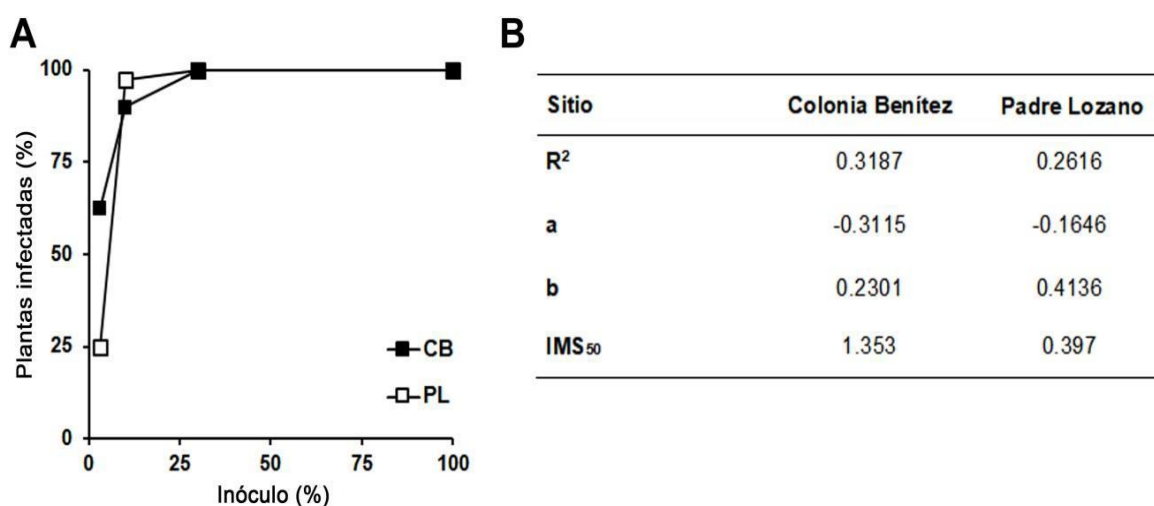 A
Plantas infectadas (%)
100
75
50
25
0
CB
PL
0 25 50 75 100
Inóculo (%)
B
Sitio Colonia Benítez Padre Lozano
R² 0.3187 0.2616
a -0.3115 -0.1646
b 0.2301 0.4136
IMS₅₀ 1.353 0.397